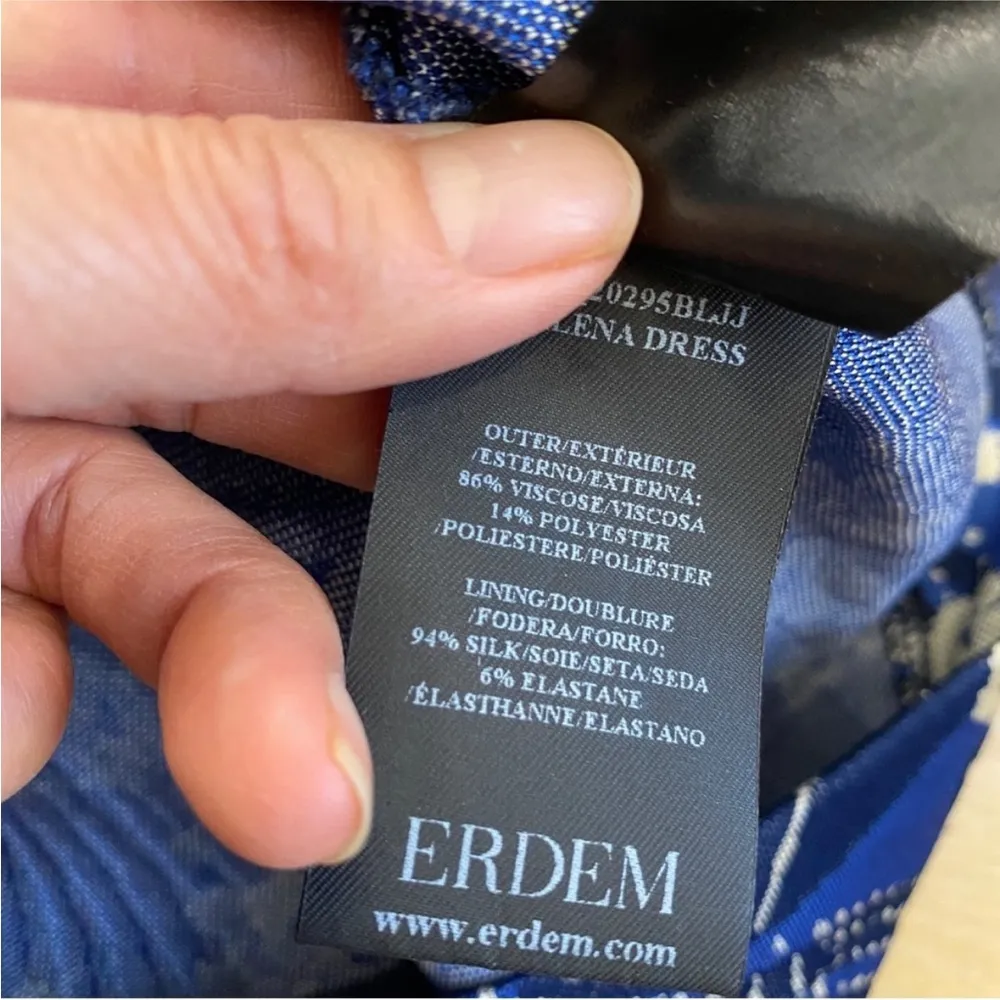 20295BLJJ
DRESS
OUTER/EXTÉRIEUR
/ESTERNO/EXTERNA:
86% VISCOSE/VISCOSA
14% POLYESTER
/POLIESTERE/POLIÉSTER
LINING/DOUBLURE
/FODERA/FORRO:
94% SILK/SOIE/SETA/SEDA
6% ELASTANE
/ÉLASTHANNE/ELASTANO
ERDEM
www.erdem.com